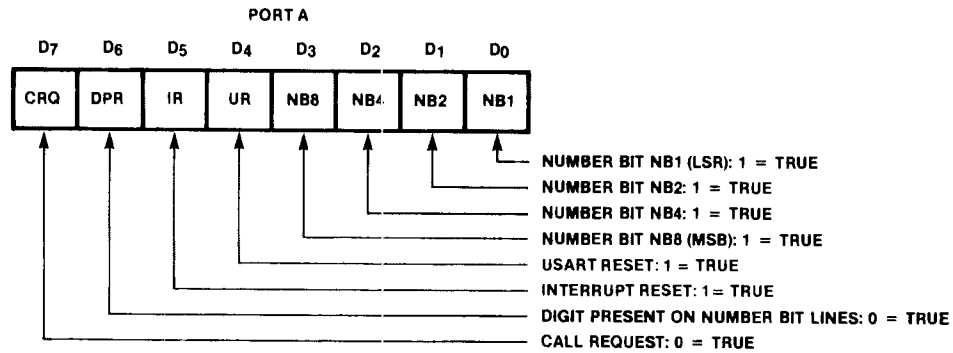 PORT A
D7 D6 D5 D4 D3 D2 D1 D0
CRQ DPR IR UR NB8 NB4 NB2 NB1
NUMBER BIT NB1 (LSR): 1 = TRUE
NUMBER BIT NB2: 1 = TRUE
NUMBER BIT NB4: 1 = TRUE
NUMBER BIT NB8 (MSB): 1 = TRUE
USART RESET: 1 = TRUE
INTERRUPT RESET: 1 = TRUE
DIGIT PRESENT ON NUMBER BIT LINES: 0 = TRUE
CALL REQUEST: 0 = TRUE